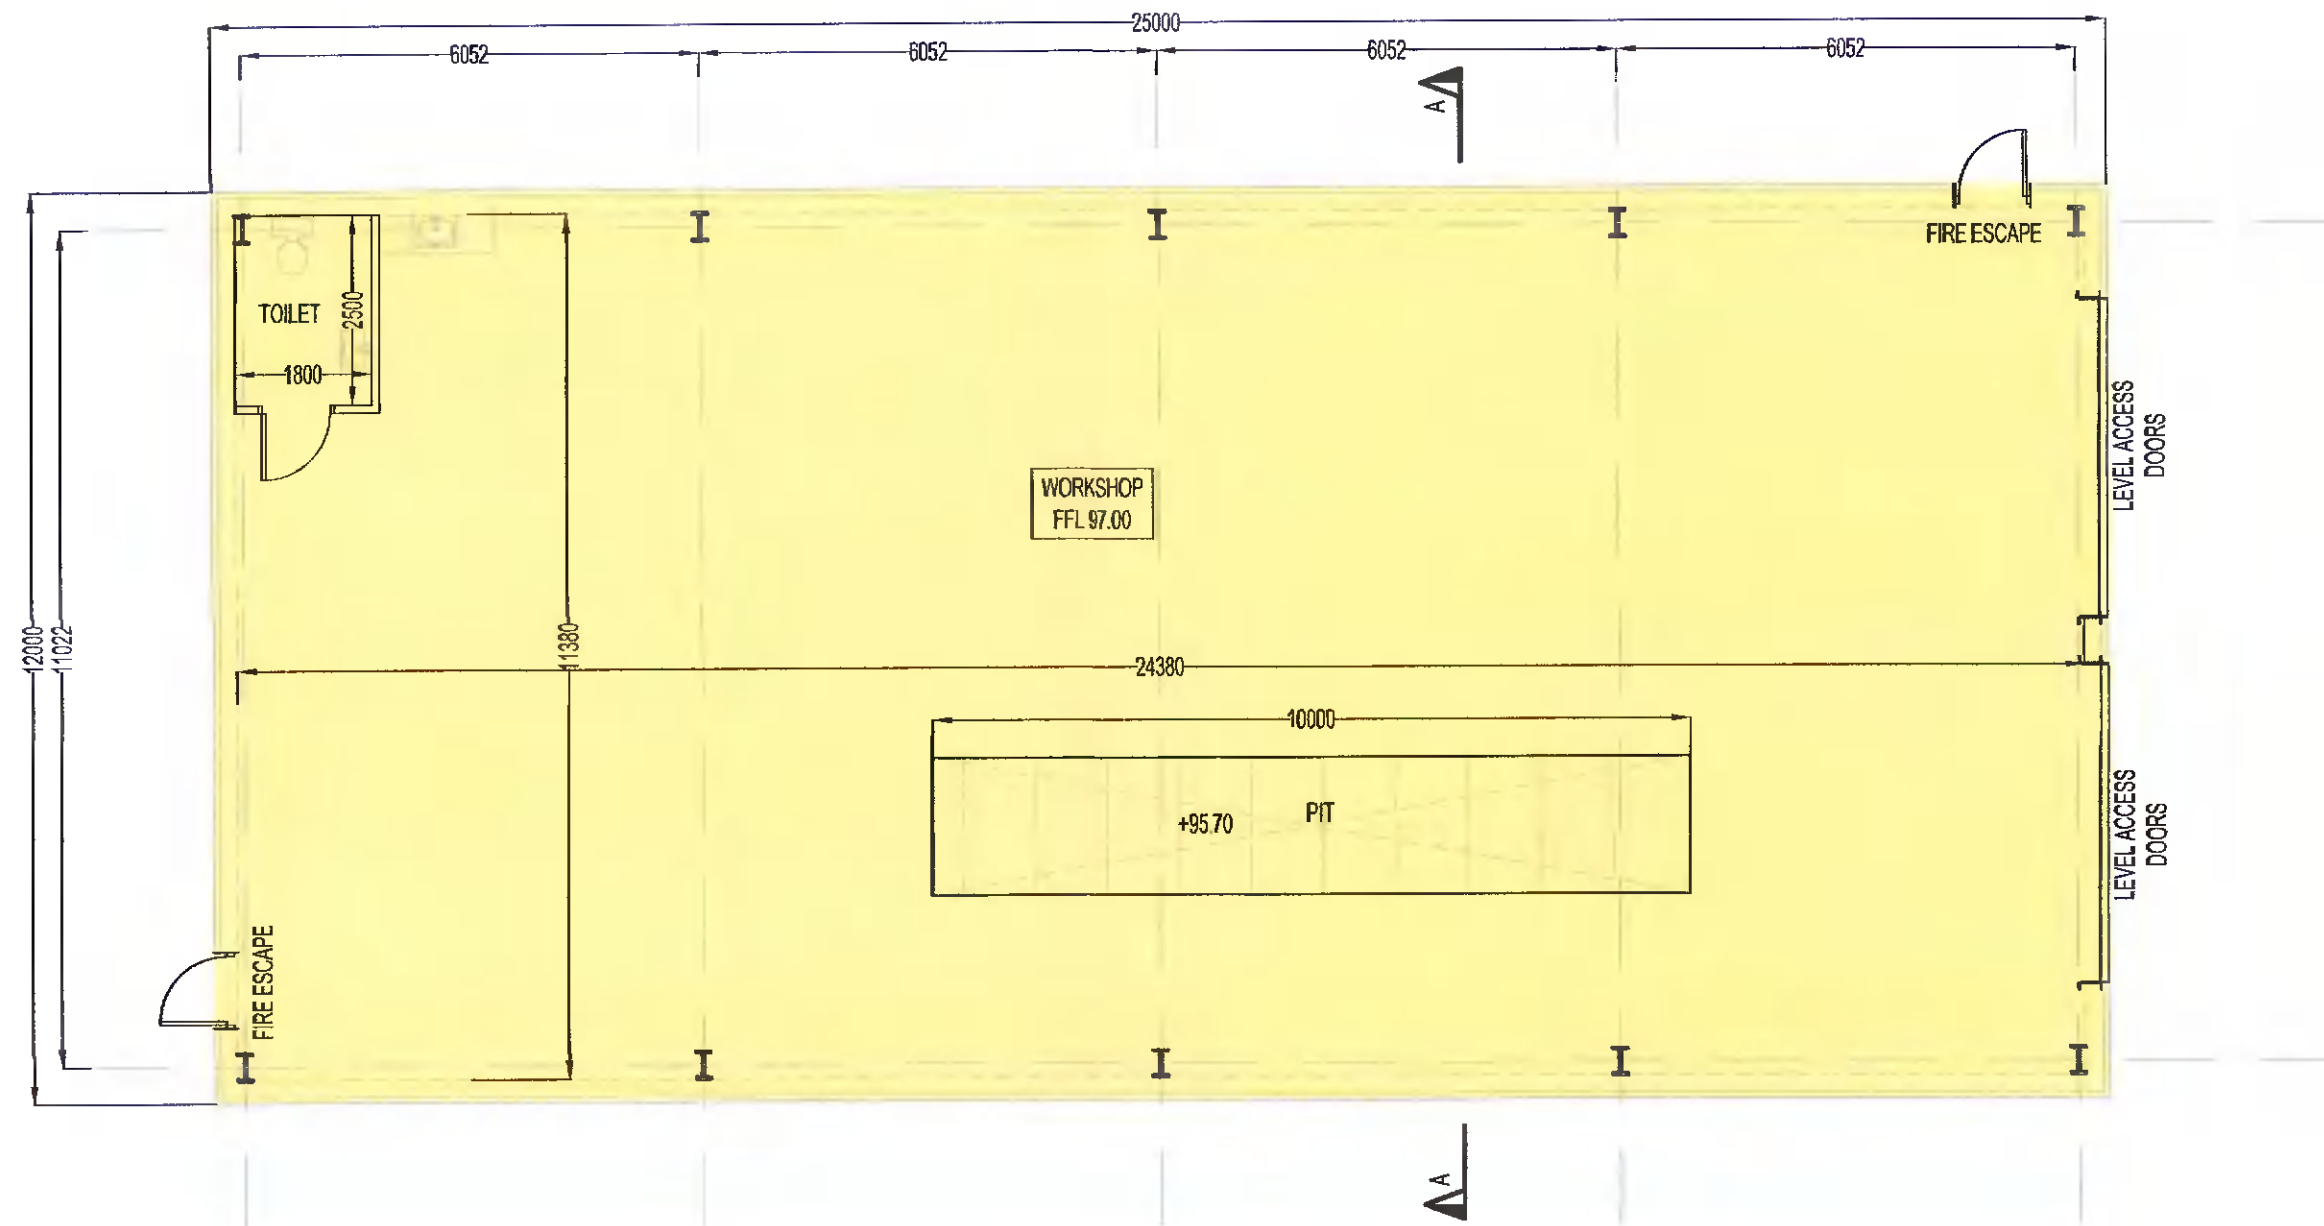 25000
6052
6052
6052
6052
A
FIRE ESCAPE
TOILET
2500
1800
LEVEL ACCESS
DOORS
WORKSHOP
FFL 97.00
12000
11022
11380
24380
10000
+95.70
PIT
LEVEL ACCESS
DOORS
FIRE ESCAPE
A